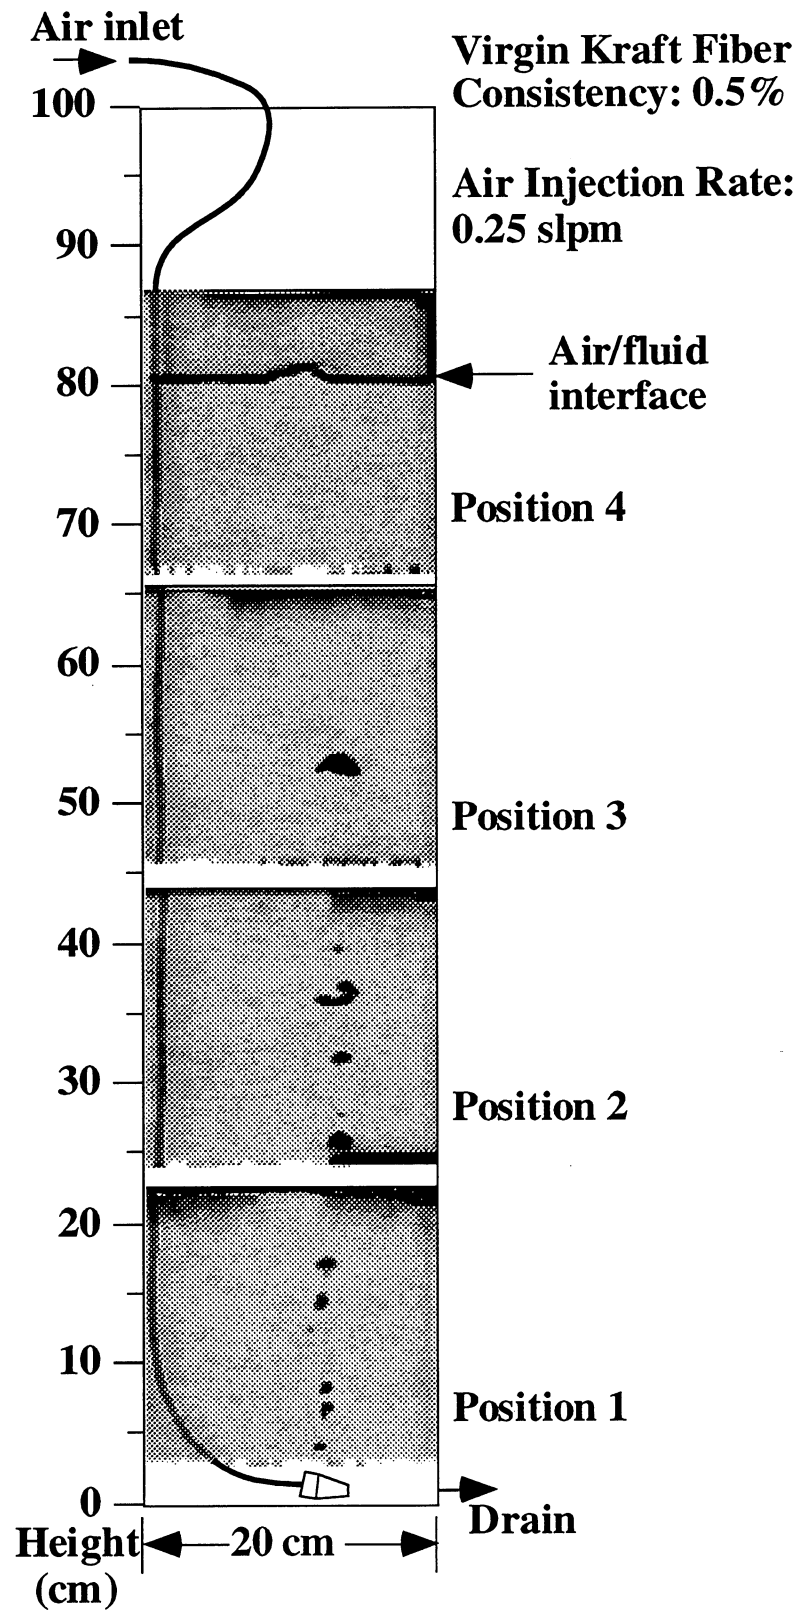 Air inlet
Virgin Kraft Fiber
Consistency: 0.5%
100
Air Injection Rate:
0.25 slpm
90
Air/fluid
interface
80
Position 4
70
60
50
Position 3
40
30
Position 2
20
10
Position 1
0
Drain
Height
20 cm
(cm)